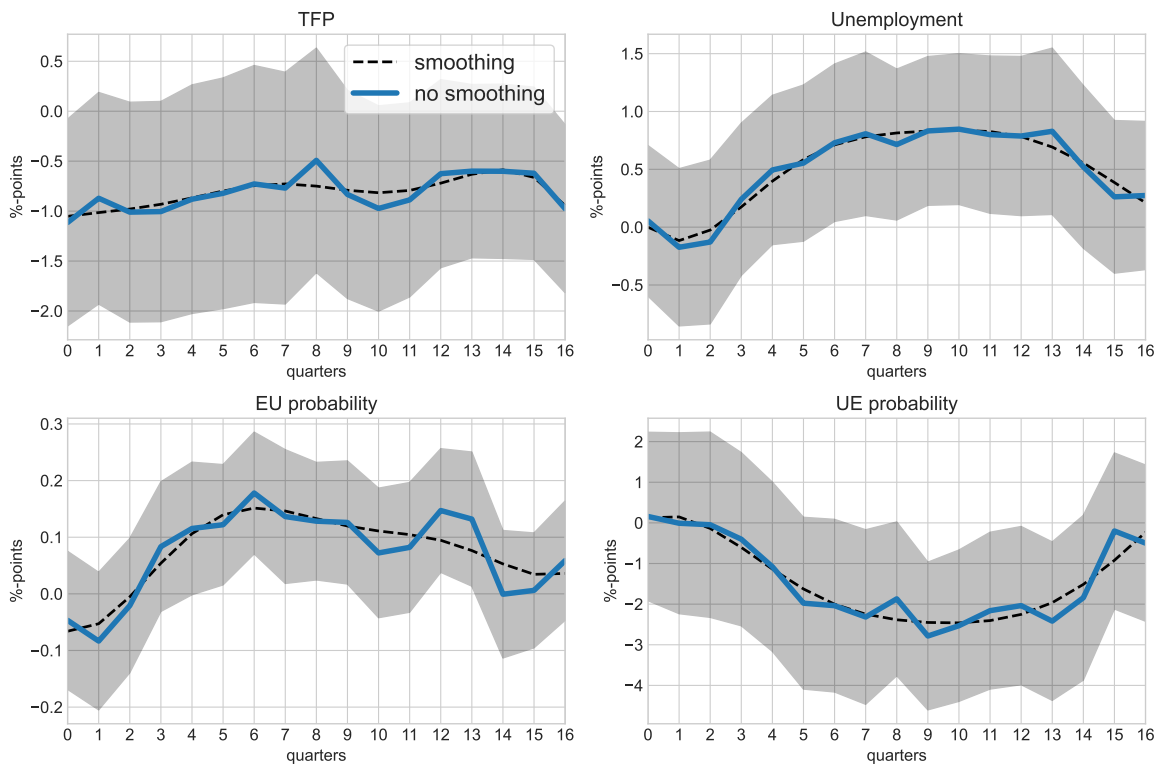 TFP
smoothing
no smoothing
%-points
0.5
0.0
−0.5
−1.0
−1.5
−2.0
0 1 2 3 4 5 6 7 8 9 10 11 12 13 14 15 16
quarters
Unemployment
%-points
1.5
1.0
0.5
0.0
−0.5
0 1 2 3 4 5 6 7 8 9 10 11 12 13 14 15 16
quarters
EU probability
%-points
0.3
0.2
0.1
0.0
−0.1
−0.2
0 1 2 3 4 5 6 7 8 9 10 11 12 13 14 15 16
quarters
UE probability
%-points
2
1
0
−1
−2
−3
−4
0 1 2 3 4 5 6 7 8 9 10 11 12 13 14 15 16
quarters